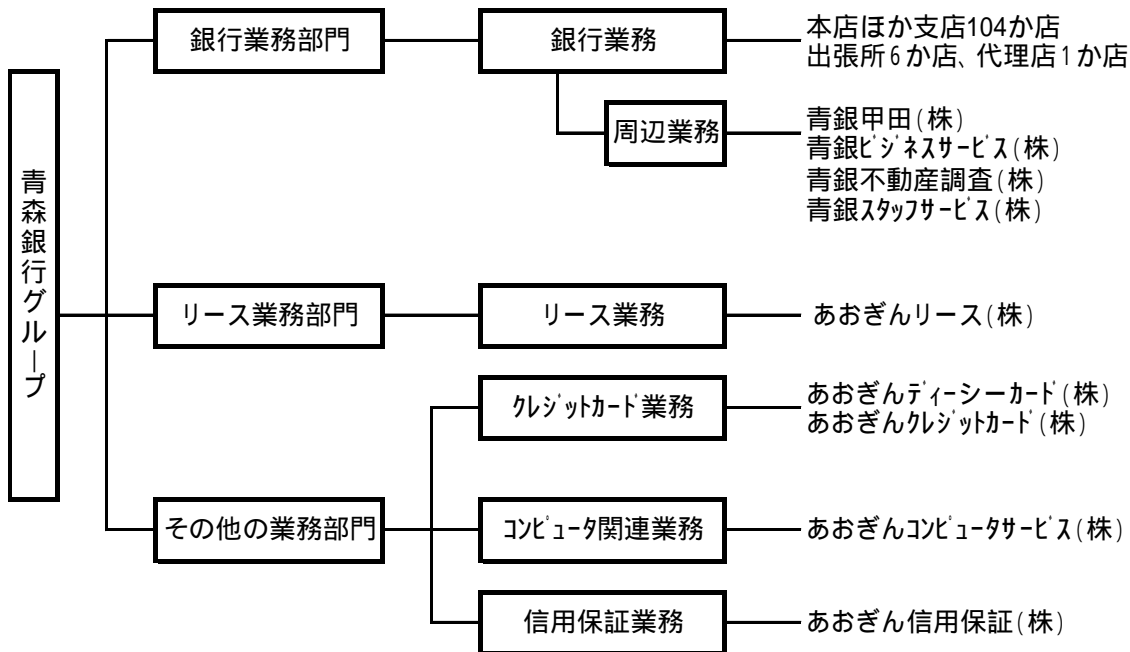 青森銀行グループ
銀行業務部門
銀行業務
本店ほか支店104か店
出張所6か店、代理店1か店
周辺業務
青銀甲田(株)
青銀ﾋﾞｼﾞﾈｽｻｰﾋﾞｽ(株)
青銀不動産調査(株)
青銀ｽﾀｯﾌｻｰﾋﾞｽ(株)
リース業務部門
リース業務
あおぎんリース(株)
その他の業務部門
ｸﾚｼﾞｯﾄｶｰﾄﾞ業務
あおぎんﾃﾞｨｰｼｰｶｰﾄﾞ(株)
あおぎんｸﾚｼﾞｯﾄｶｰﾄﾞ(株)
ｺﾝﾋﾟｭｰﾀ関連業務
あおぎんｺﾝﾋﾟｭｰﾀｻｰﾋﾞｽ(株)
信用保証業務
あおぎん信用保証(株)